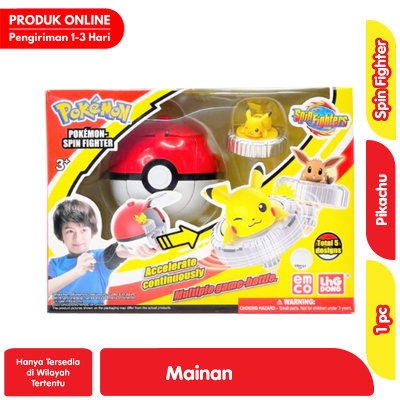 PRODUK ONLINE
Pengiriman 1-3 Hari
Pokémon
POKÉMON-
SPIN FIGHTER
3+
Spin Fighters
Accelerate
continuously
Multiple game-battle.
Total 5
designs
emco
LHG
DONG
WARNING:
CHOKING HAZARD - Small parts. Not for children under 3 years.
Spin Fighter
Pikachu
1 pc
Hanya Tersedia
di Wilayah
Tertentu
Mainan